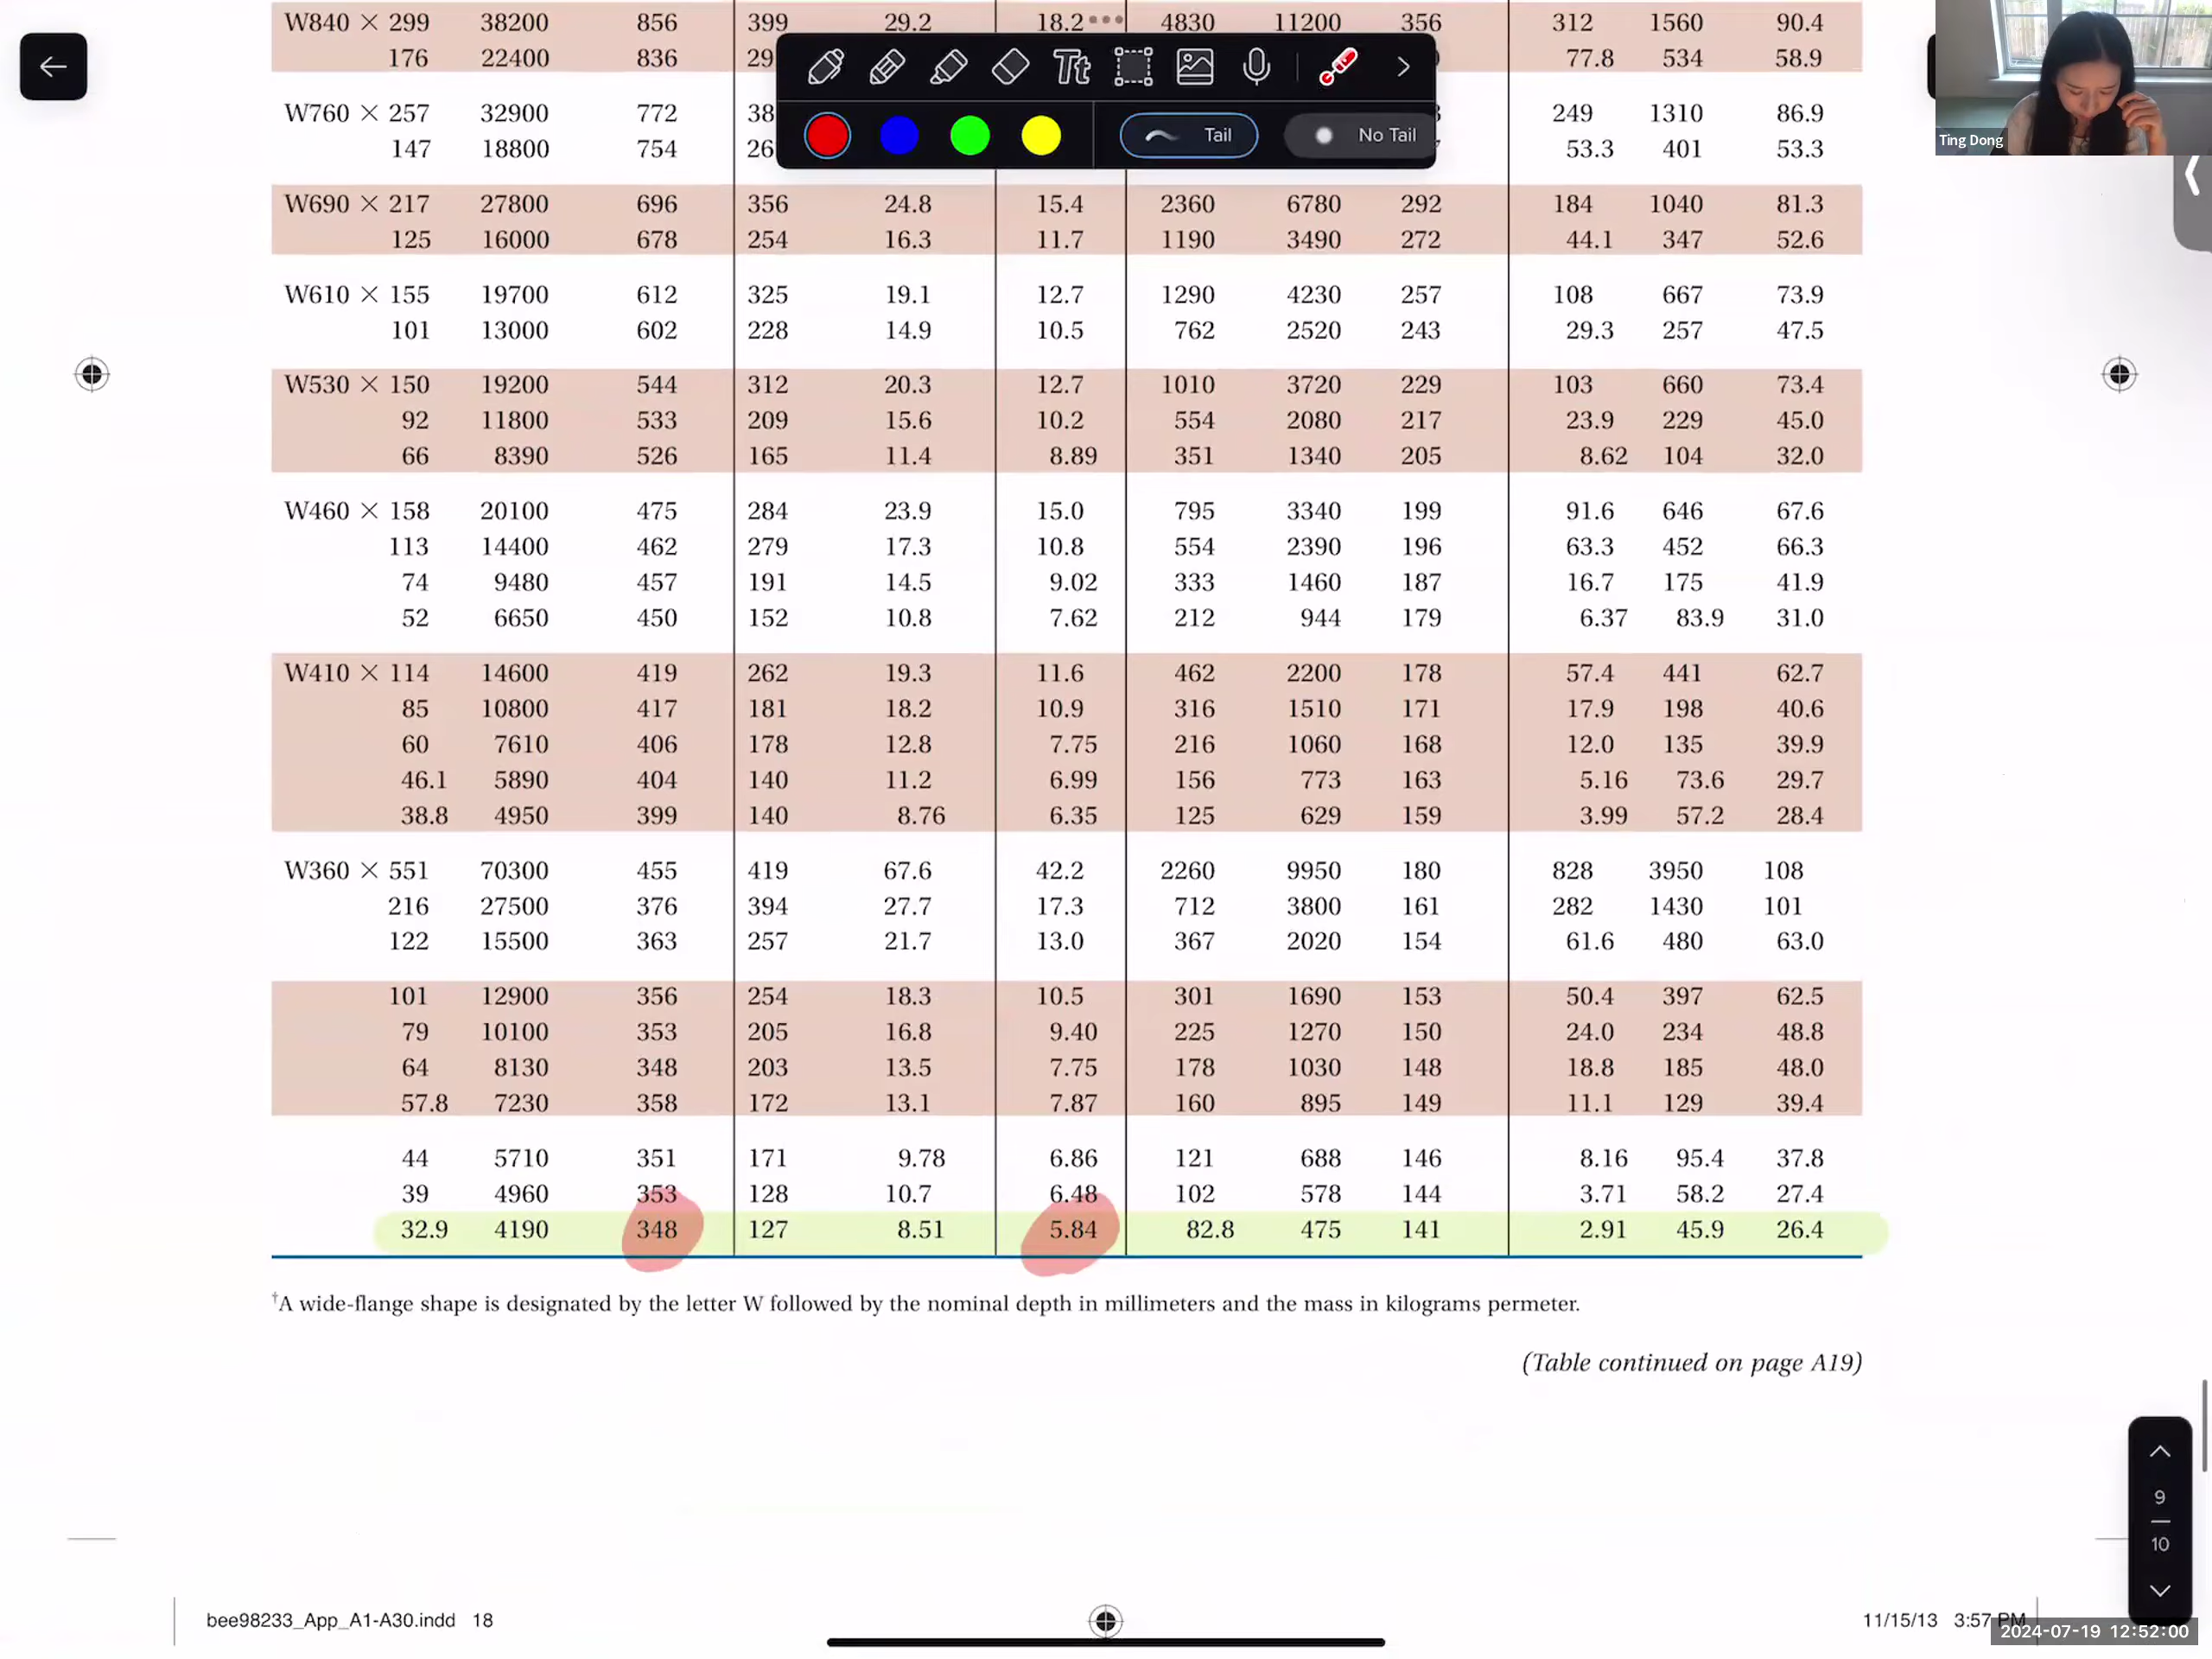 W840 × 299 38200 856 399 29.2 18.2 4830 11200 356 312 1560 90.4
176 22400 836 29 77.8 534 58.9
Tt
W760 × 257 32900 772 38 249 1310 86.9
Ting Dong
147 18800 754 26 53.3 401 53.3
Tail No Tail
W690 × 217 27800 696 356 24.8 15.4 2360 6780 292 184 1040 81.3
125 16000 678 254 16.3 11.7 1190 3490 272 44.1 347 52.6
W610 × 155 19700 612 325 19.1 12.7 1290 4230 257 108 667 73.9
101 13000 602 228 14.9 10.5 762 2520 243 29.3 257 47.5
W530 × 150 19200 544 312 20.3 12.7 1010 3720 229 103 660 73.4
92 11800 533 209 15.6 10.2 554 2080 217 23.9 229 45.0
66 8390 526 165 11.4 8.89 351 1340 205 8.62 104 32.0
W460 × 158 20100 475 284 23.9 15.0 795 3340 199 91.6 646 67.6
113 14400 462 279 17.3 10.8 554 2390 196 63.3 452 66.3
74 9480 457 191 14.5 9.02 333 1460 187 16.7 175 41.9
52 6650 450 152 10.8 7.62 212 944 179 6.37 83.9 31.0
W410 × 114 14600 419 262 19.3 11.6 462 2200 178 57.4 441 62.7
85 10800 417 181 18.2 10.9 316 1510 171 17.9 198 40.6
60 7610 406 178 12.8 7.75 216 1060 168 12.0 135 39.9
46.1 5890 404 140 11.2 6.99 156 773 163 5.16 73.6 29.7
38.8 4950 399 140 8.76 6.35 125 629 159 3.99 57.2 28.4
W360 × 551 70300 455 419 67.6 42.2 2260 9950 180 828 3950 108
216 27500 376 394 27.7 17.3 712 3800 161 282 1430 101
122 15500 363 257 21.7 13.0 367 2020 154 61.6 480 63.0
101 12900 356 254 18.3 10.5 301 1690 153 50.4 397 62.5
79 10100 353 205 16.8 9.40 225 1270 150 24.0 234 48.8
64 8130 348 203 13.5 7.75 178 1030 148 18.8 185 48.0
57.8 7230 358 172 13.1 7.87 160 895 149 11.1 129 39.4
44 5710 351 171 9.78 6.86 121 688 146 8.16 95.4 37.8
39 4960 353 128 10.7 6.48 102 578 144 3.71 58.2 27.4
32.9 4190 348 127 8.51 5.84 82.8 475 141 2.91 45.9 26.4
†A wide-flange shape is designated by the letter W followed by the nominal depth in millimeters and the mass in kilograms permeter.
(Table continued on page A19)
9
10
bee98233_App_A1-A30.indd 18 11/15/13 3:57 PM
2024-07-19 12:52:00